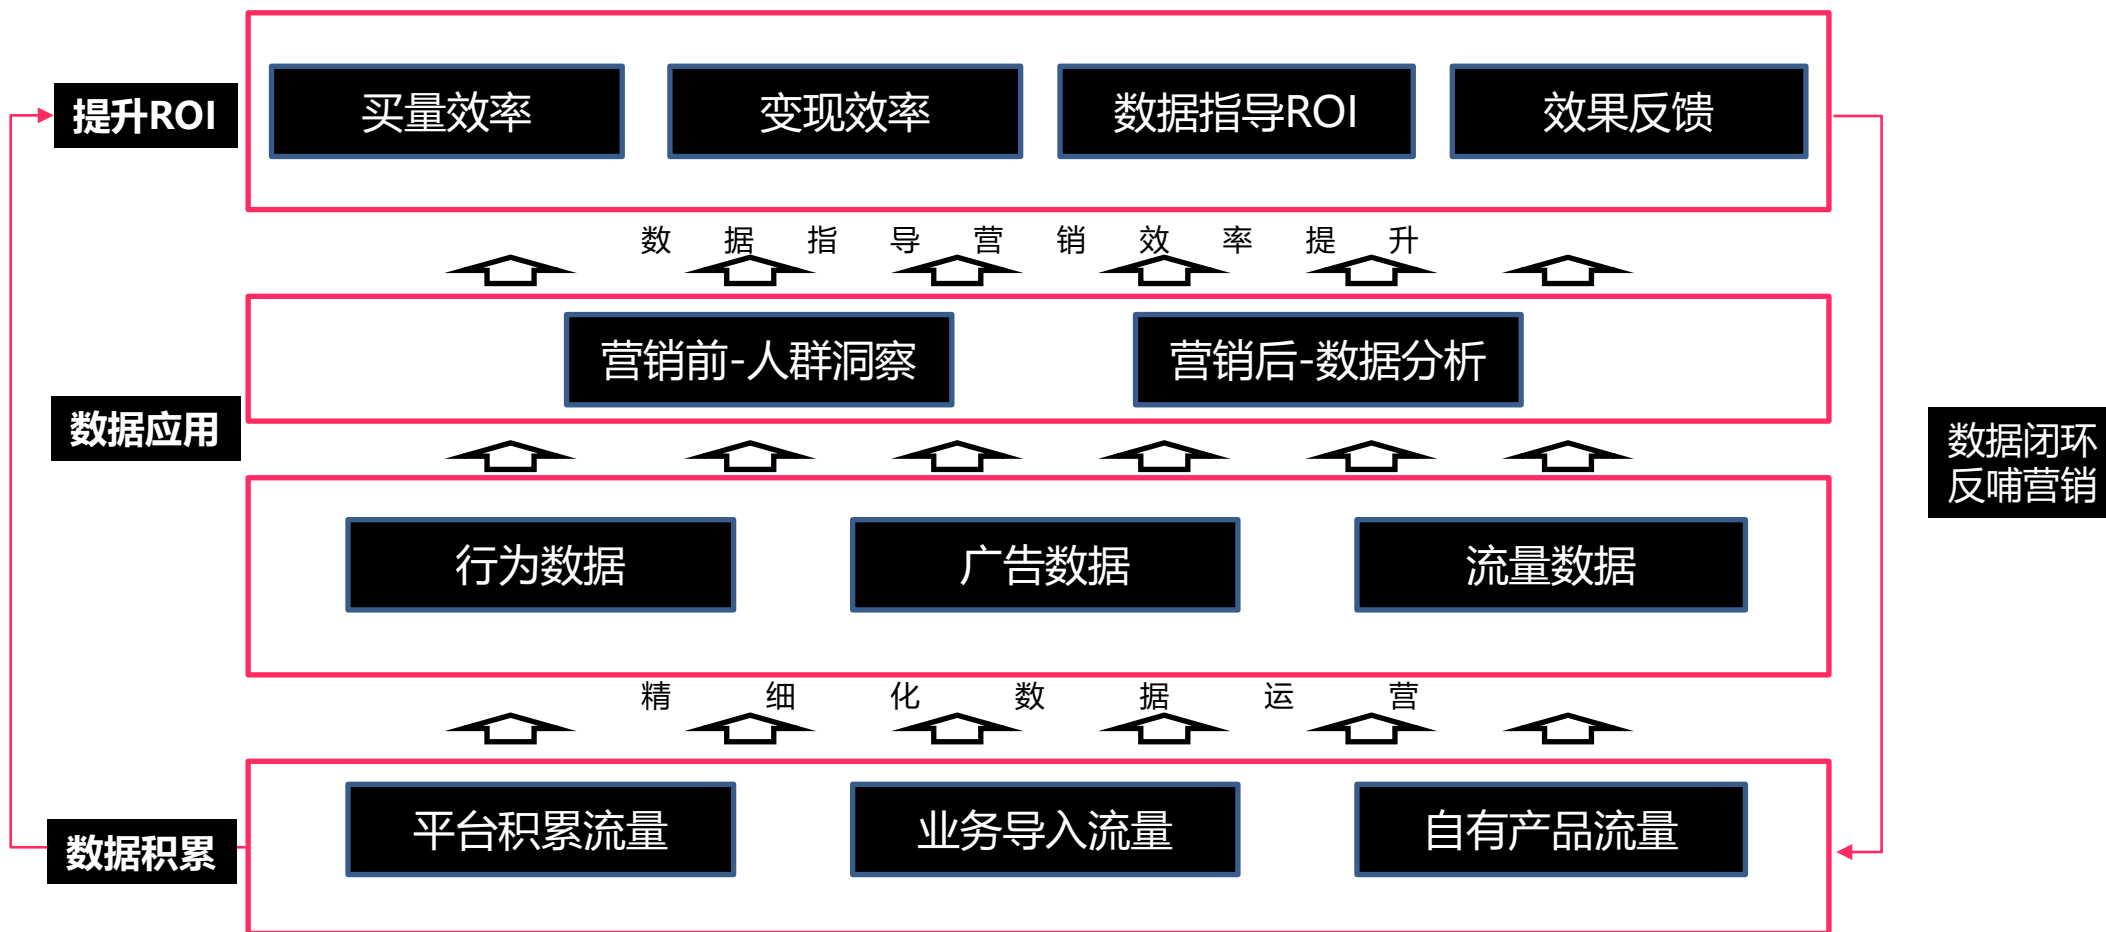 提升ROI
买量效率
变现效率
数据指导ROI
效果反馈
数据指导营销效率提升
数据应用
营销前-人群洞察
营销后-数据分析
行为数据
广告数据
流量数据
数据闭环
反哺营销
精细化数据运营
数据积累
平台积累流量
业务导入流量
自有产品流量